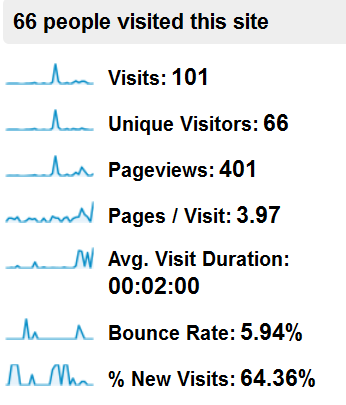 66 people visited this site
Visits: 101
Unique Visitors: 66
Pageviews: 401
Pages / Visit: 3.97
Avg. Visit Duration:
00:02:00
Bounce Rate: 5.94%
% New Visits: 64.36%